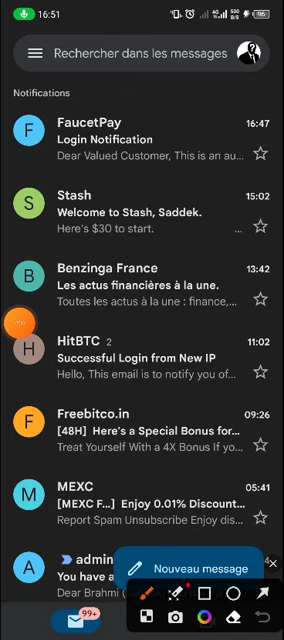 16:51
4G
500
B/S
96
Rechercher dans les messages
Notifications
F
FaucetPay
16:47
Login Notification
Dear Valued Customer, This is an au...
S
Stash
15:02
Welcome to Stash, Saddek.
Here's $30 to start.
...
B
Benzinga France
13:42
Les actus financières à la une.
Toutes les actus à la une : finance,...
H
HitBTC 2
11:02
Successful Login from New IP
Hello, This email is to notify you of...
F
Freebitco.in
09:26
[48H] Here's a Special Bonus for...
Treat Yourself With a 4X Bonus If yo...
M
MEXC
05:41
[MEXC F...] Enjoy 0.01% Discount...
Report Spam Unsubscribe Enjoy dis...
A
admin
You have a
Dear Brahmi
Nouveau message
99+